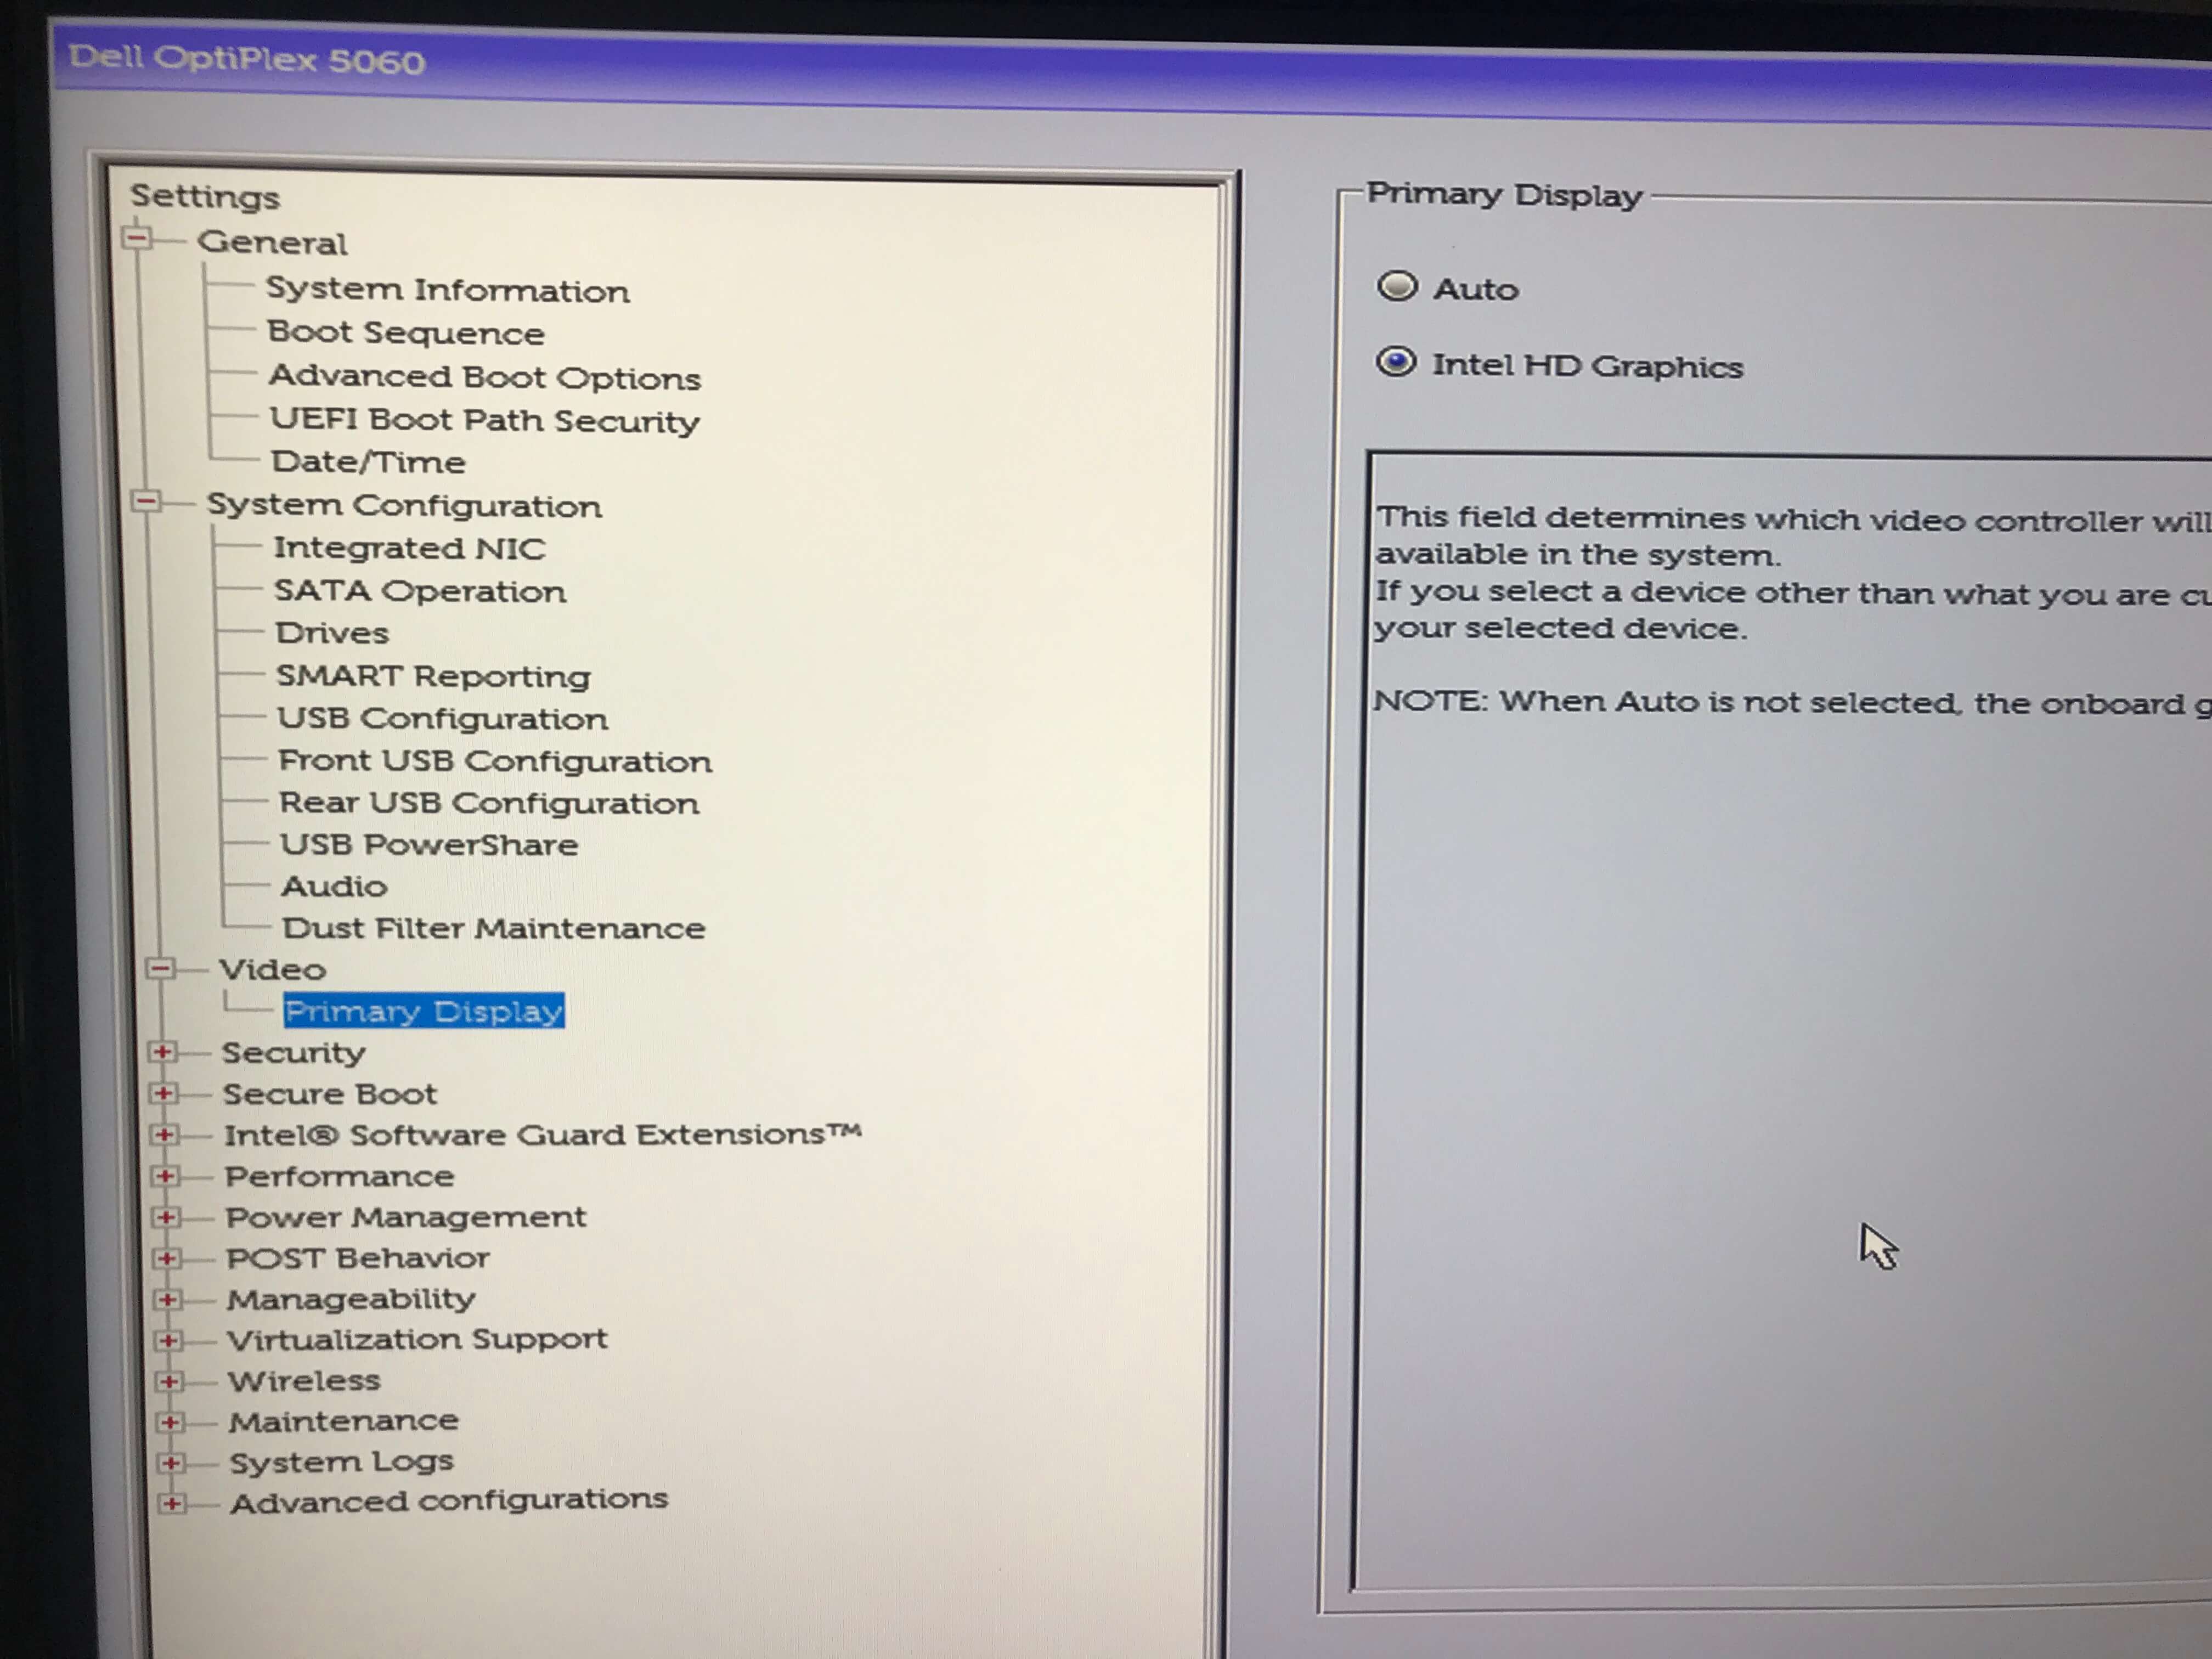 Dell OptiPlex 5060
Settings
General
System Information
Boot Sequence
Advanced Boot Options
UEFI Boot Path Security
Date/Time
System Configuration
Integrated NIC
SATA Operation
Drives
SMART Reporting
USB Configuration
Front USB Configuration
Rear USB Configuration
USB PowerShare
Audio
Dust Filter Maintenance
Video
Primary Display
Security
Secure Boot
Intel® Software Guard Extensions™
Performance
Power Management
POST Behavior
Manageability
Virtualization Support
Wireless
Maintenance
System Logs
Advanced configurations
Primary Display
Auto
Intel HD Graphics
This field determines which video controller will
available in the system.
If you select a device other than what you are
your selected device.
NOTE: When Auto is not selected, the onboard